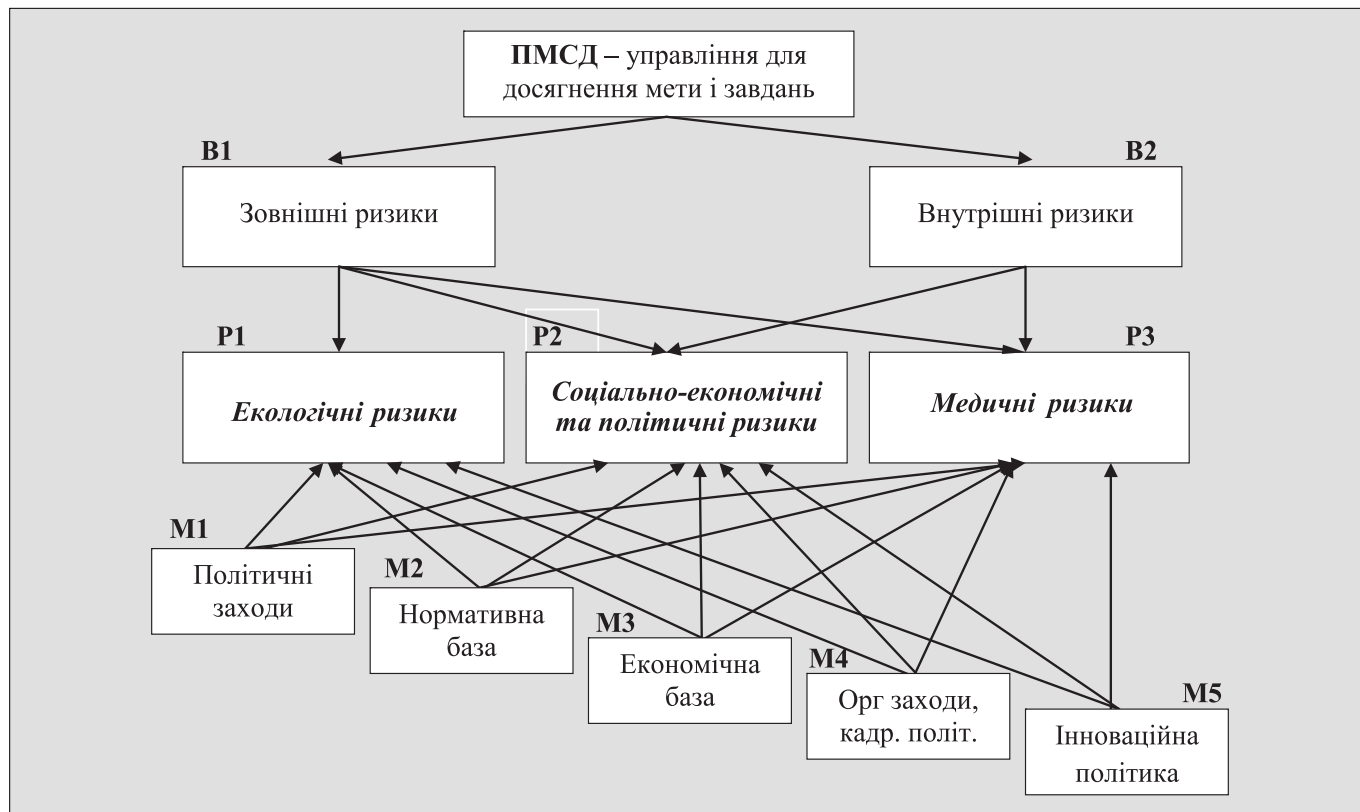 ПМСД – управління для
досягнення мети і завдань
В1
В2
Зовнішні ризики
Внутрішні ризики
Р1
Р2
Р3
Екологічні ризики
Соціально-економічні
та політичні ризики
Медичні ризики
М1
Політичні
заходи
М2
Нормативна
база
М3
Економічна
база
М4
Орг заходи,
кадр. політ.
М5
Інноваційна
політика